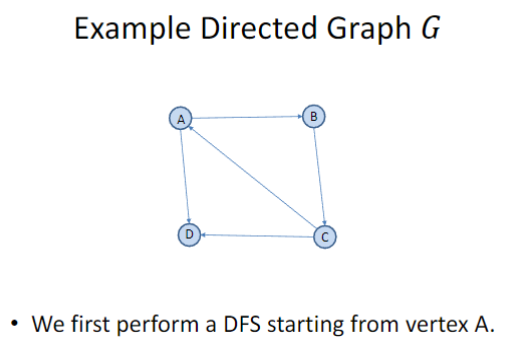 Example Directed Graph G
A
B
D
C
• We first perform a DFS starting from vertex A.